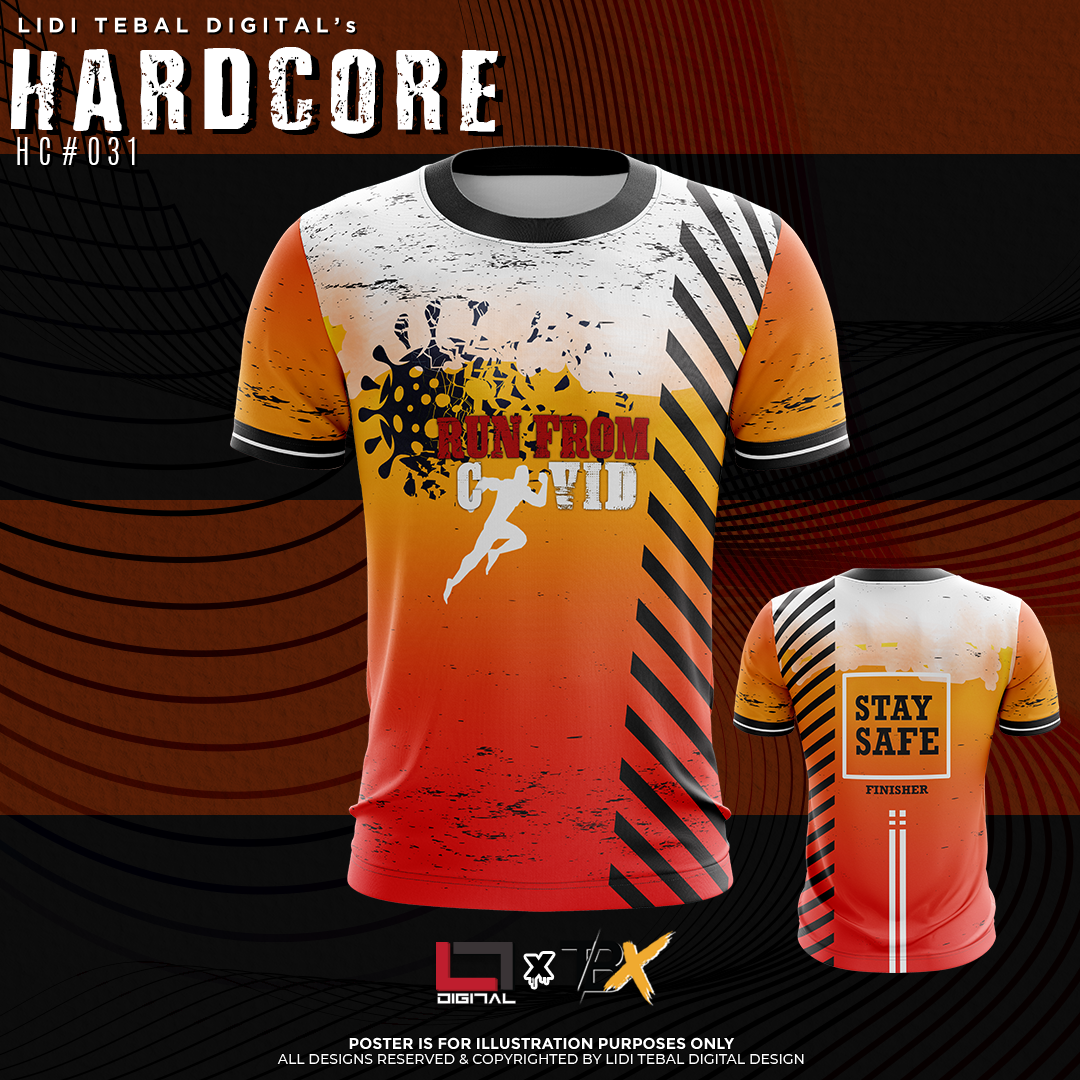 LIDI TEBAL DIGITAL's
HARDCORE
HC#031
RUN FROM
COVID
STAY
SAFE
FINISHER
DIGITAL
X
TBX
POSTER IS FOR ILLUSTRATION PURPOSES ONLY
ALL DESIGNS RESERVED & COPYRIGHTED BY LIDI TEBAL DIGITAL DESIGN